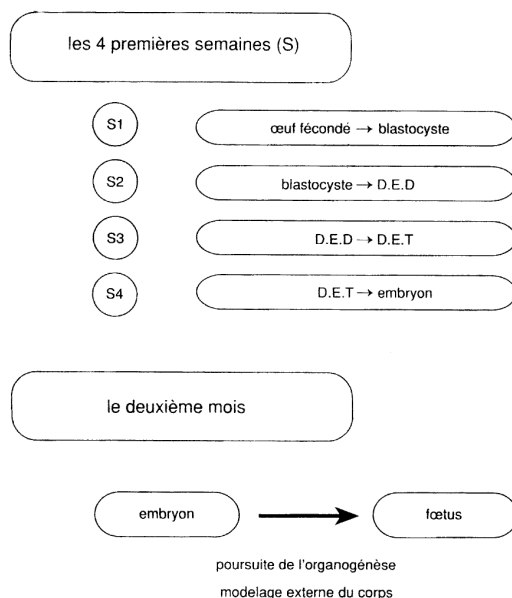 les 4 premières semaines (S)
S1 œuf fécondé → blastocyste
S2 blastocyste → D.E.D
S3 D.E.D → D.E.T
S4 D.E.T → embryon
le deuxième mois
embryon → fœtus
poursuite de l'organogénèse
modelage externe du corps